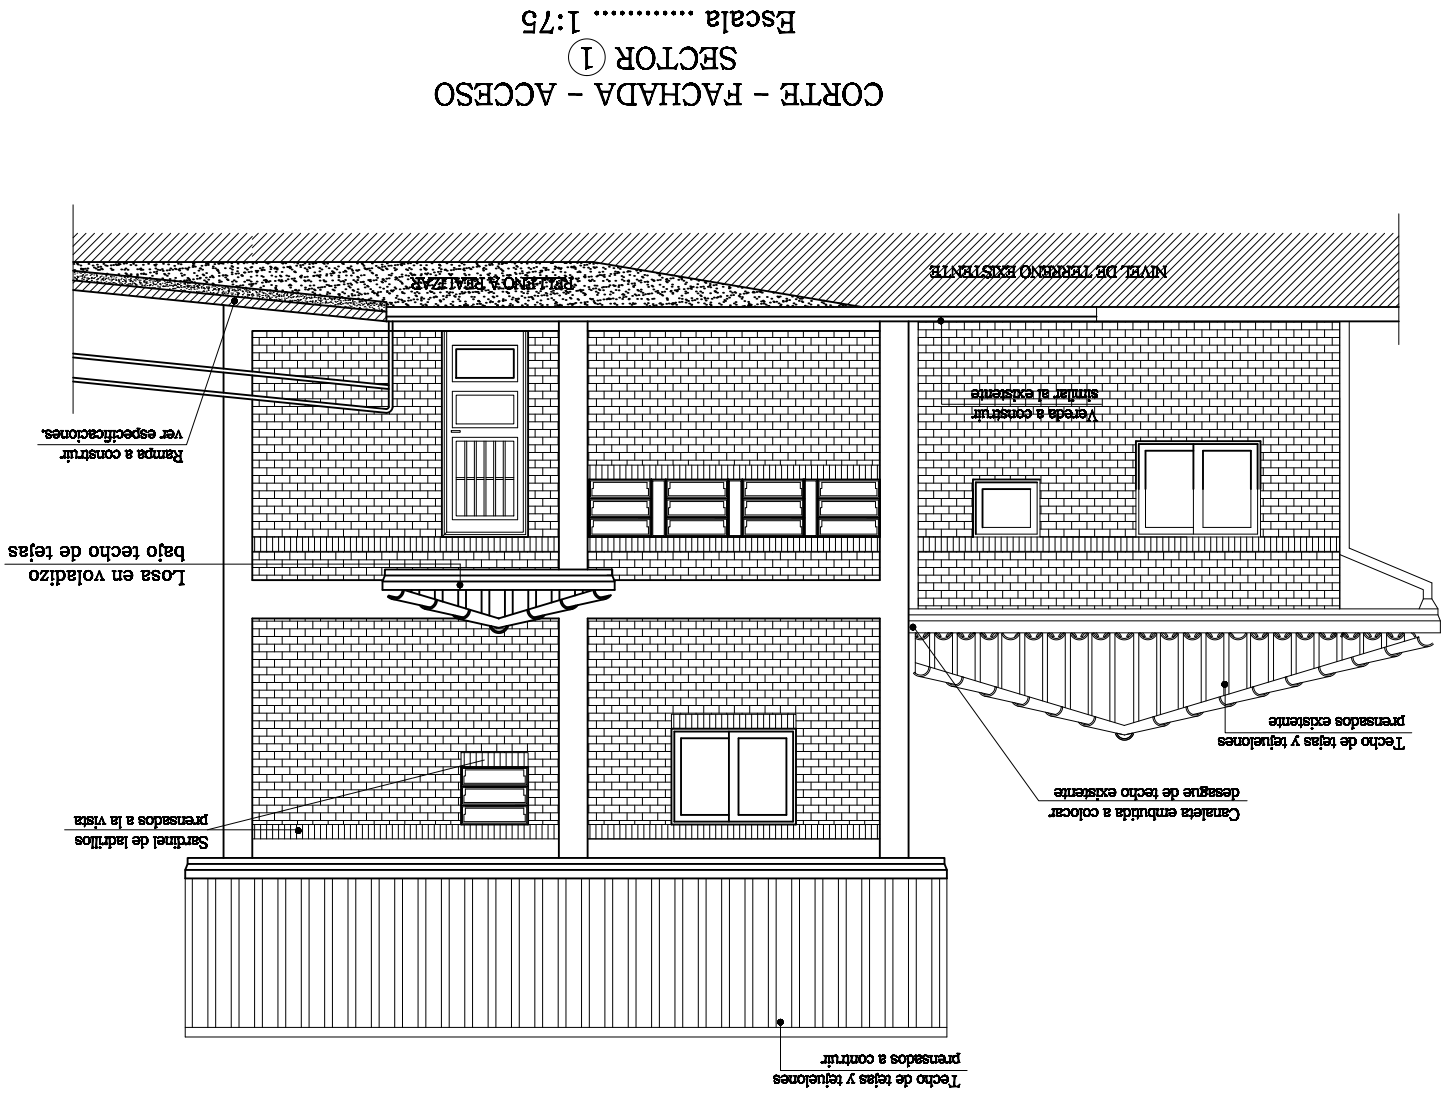 Techo de tejas y tejuelones
prensados a contruir
Sardinel de ladrillos
prensados a la vista
Canaleta embutida a colocar
desague de techo existente
Techo de tejas y tejuelones
prensados existente
Losa en voladizo
bajo techo de tejas
Rampa a construir
ver especificaciones.
Vereda a construir
similar al existente
NIVEL DE TERRENO EXISTENTE
RELLENO A REALIZAR
CORTE - FACHADA - ACCESO
SECTOR 1
Escala ............ 1:75